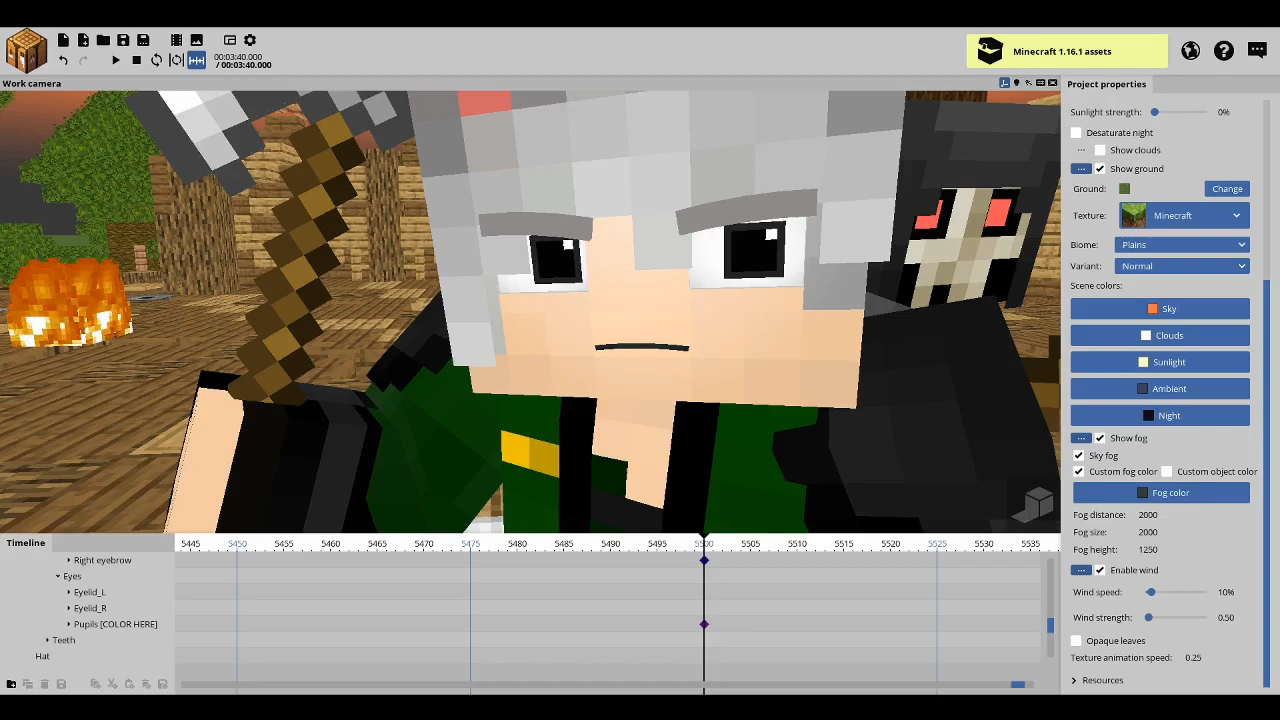 00:03:40.000
/ 00:03:40.000
Minecraft 1.16.1 assets
Work camera
Project properties
Sunlight strength: 0%
Desaturate night
... Show clouds
... Show ground
Ground: Change
Texture: Minecraft
Biome: Plains
Variant: Normal
Scene colors:
Sky
Clouds
Sunlight
Ambient
Night
... Show fog
Sky fog
Custom fog color Custom object color
Fog color
Fog distance: 2000
Fog size: 2000
Fog height: 1250
... Enable wind
Wind speed: 10%
Wind strength: 0.50
Opaque leaves
Texture animation speed: 0.25
Resources
Timeline
5445 5450 5455 5460 5465 5470 5475 5480 5485 5490 5495 5500 5505 5510 5515 5520 5525 5530 5535
Right eyebrow
Eyes
Eyelid_L
Eyelid_R
Pupils [COLOR HERE]
Teeth
Hat